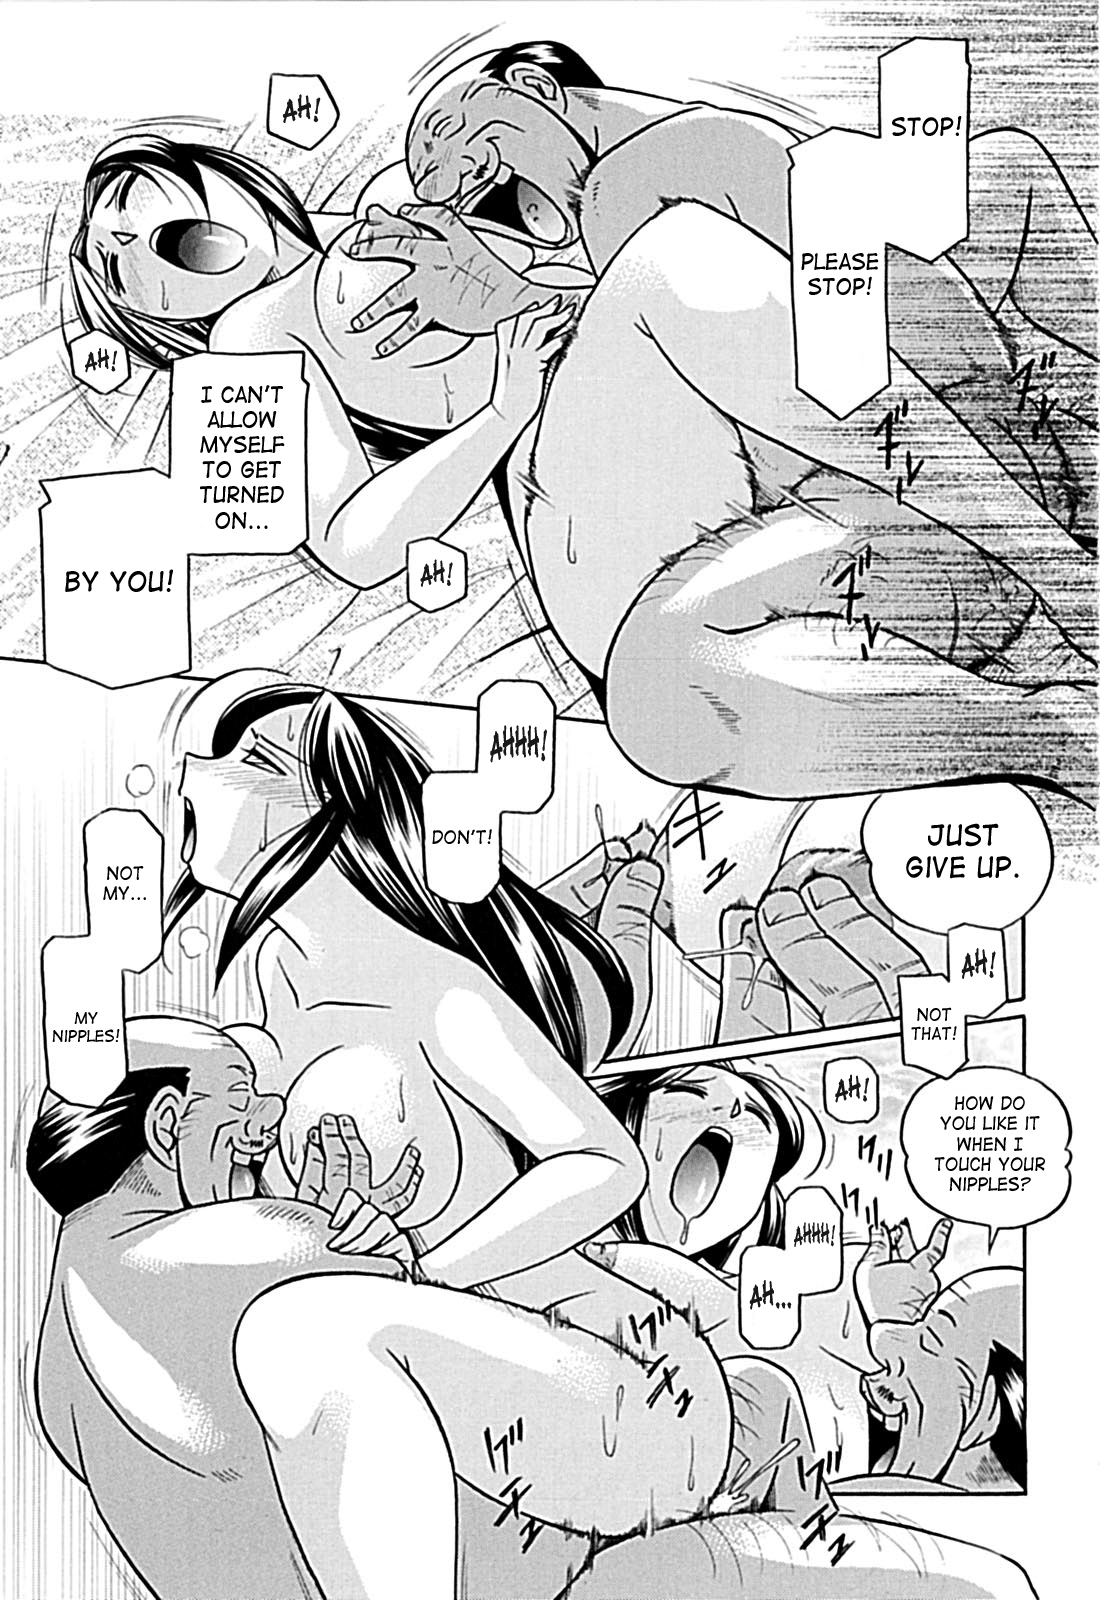 STOP!
PLEASE
STOP!
AH!
AH!
I CAN'T
ALLOW
MYSELF
TO GET
TURNED
ON...
BY YOU!
AH!
JUST
GIVE UP.
AH!
NOT
THAT!
AHHH!
DON'T!
NOT
MY...
MY
NIPPLES!
HOW DO
YOU LIKE IT
WHEN I
TOUCH YOUR
NIPPLES?
AH!
AHHH!
AH...